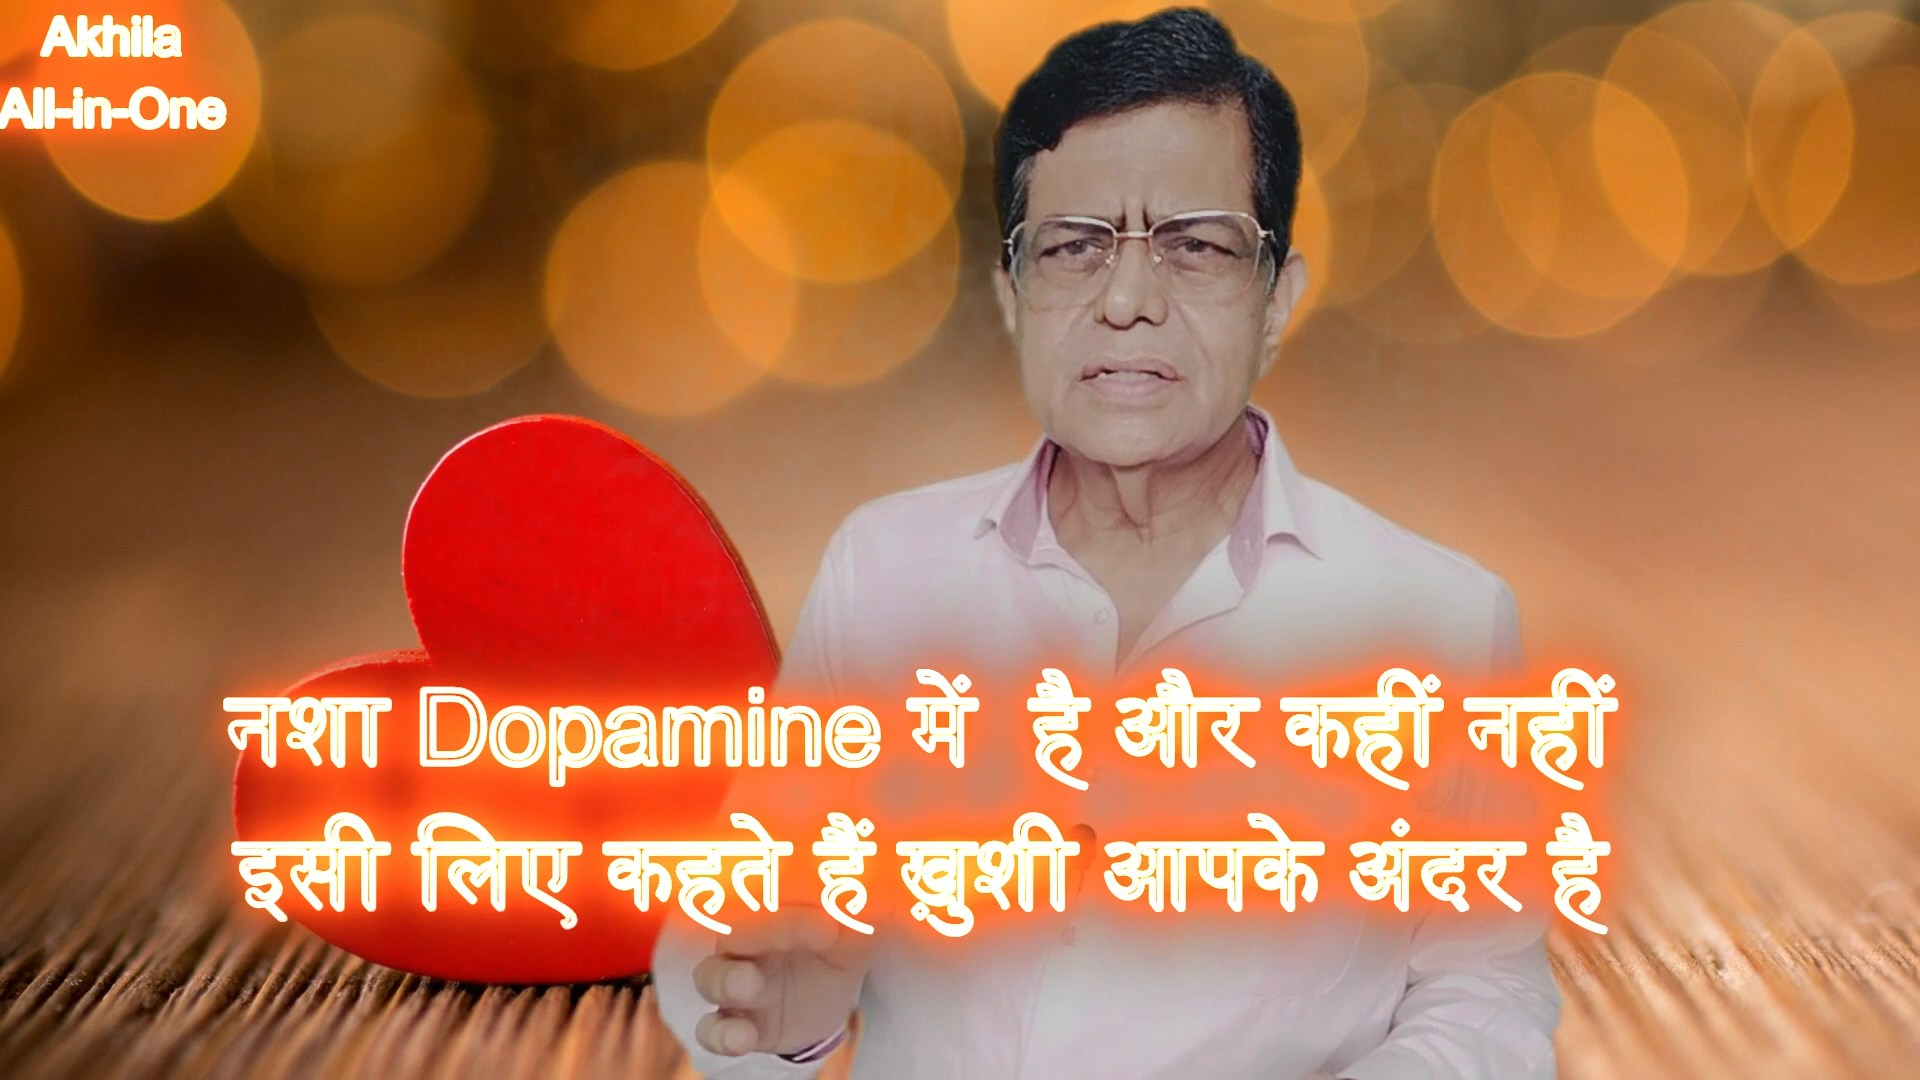 Akhila
All-in-One
नशा Dopamine में है और कहीं नहीं
इसी लिए कहते हैं ख़ुशी आपके अंदर है